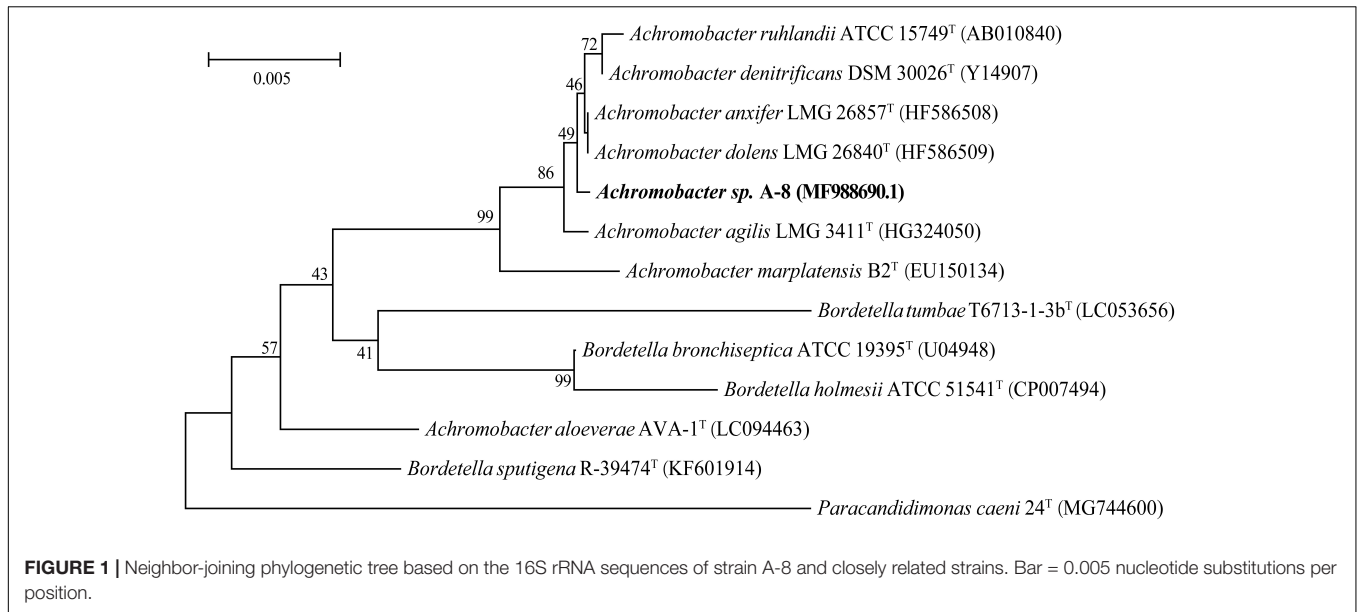 Achromobacter ruhlandii ATCC 15749ᵀ (AB010840)
72
0.005
Achromobacter denitrificans DSM 30026ᵀ (Y14907)
46
Achromobacter anxifer LMG 26857ᵀ (HF586508)
49
Achromobacter dolens LMG 26840ᵀ (HF586509)
86
Achromobacter sp. A-8 (MF988690.1)
99
Achromobacter agilis LMG 3411ᵀ (HG324050)
43
Achromobacter marplatensis B2ᵀ (EU150134)
Bordetella tumbae T6713-1-3bᵀ (LC053656)
57
41
Bordetella bronchiseptica ATCC 19395ᵀ (U04948)
99
Bordetella holmesii ATCC 51541ᵀ (CP007494)
Achromobacter aloeverae AVA-1ᵀ (LC094463)
Bordetella sputigena R-39474ᵀ (KF601914)
Paracandidimonas caeni 24ᵀ (MG744600)
FIGURE 1 | Neighbor-joining phylogenetic tree based on the 16S rRNA sequences of strain A-8 and closely related strains. Bar = 0.005 nucleotide substitutions per
position.